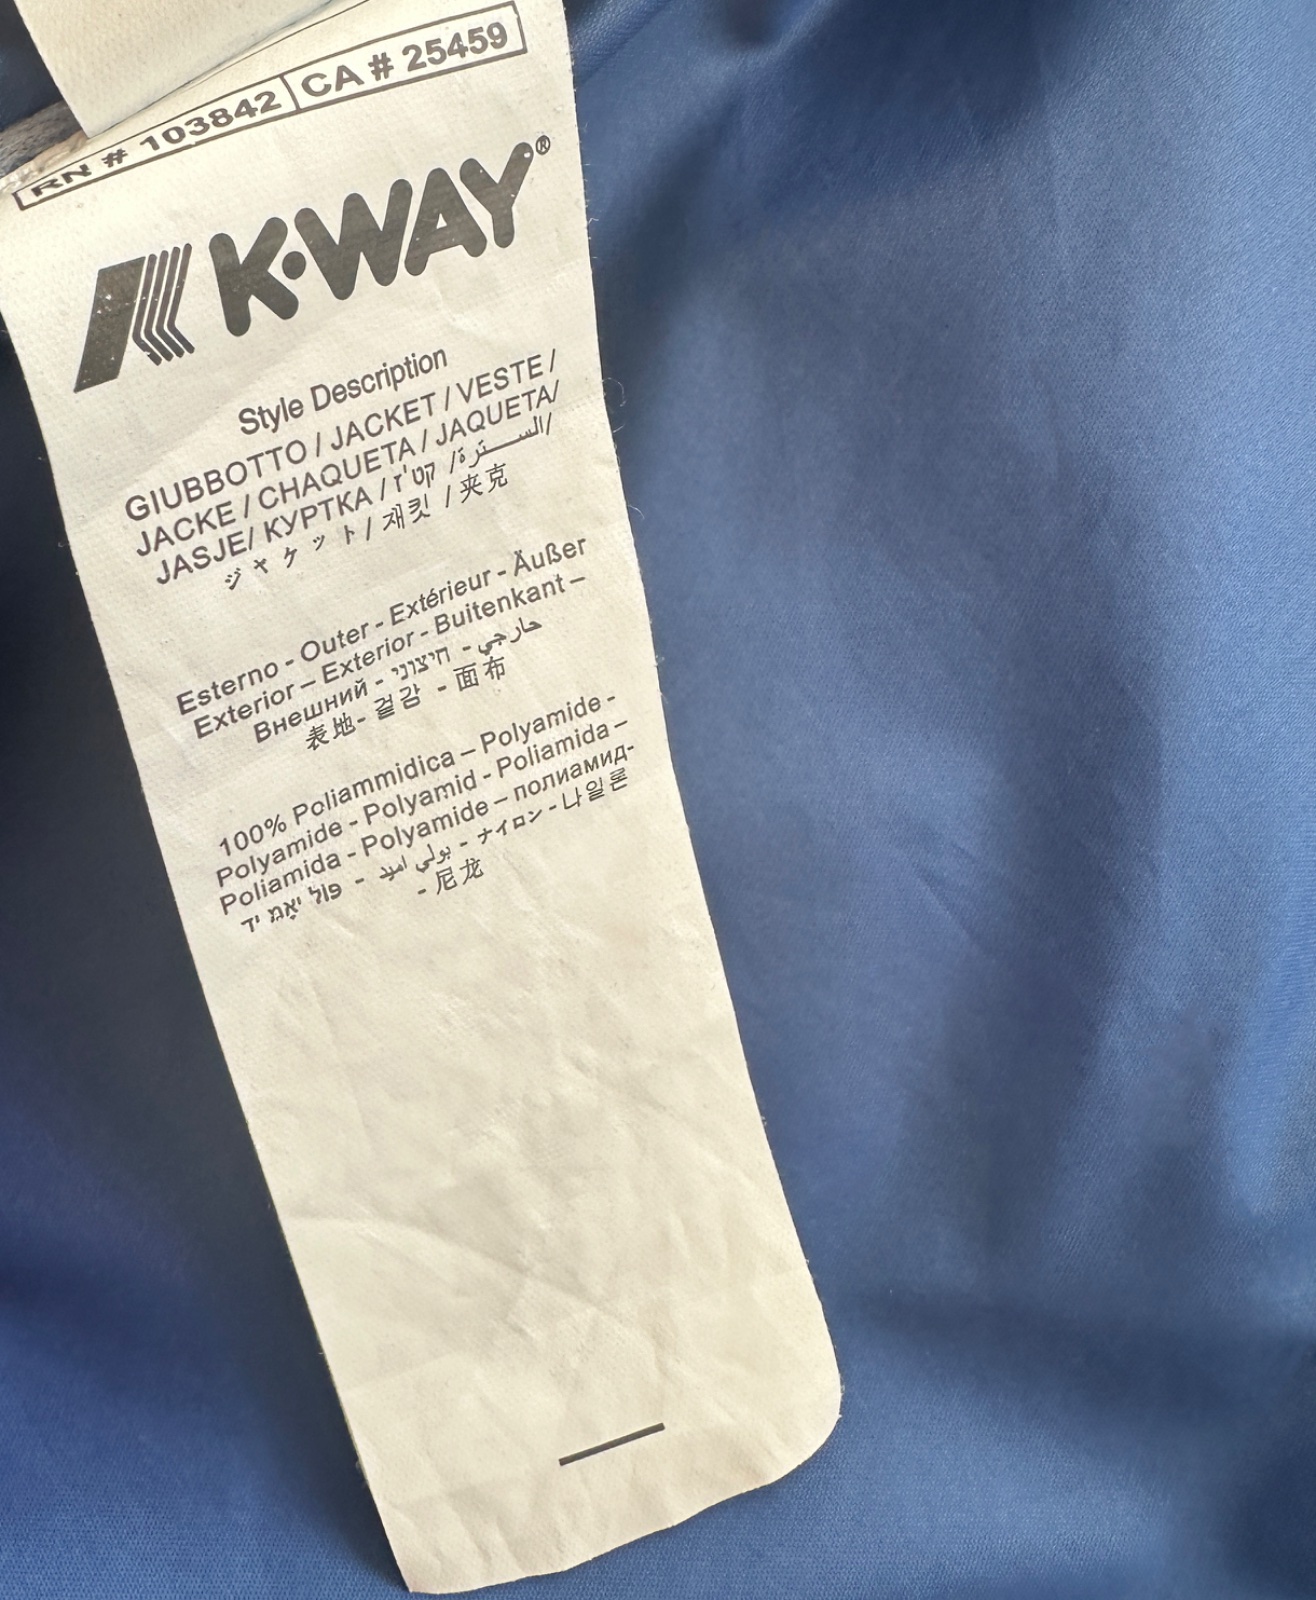 RN # 103842 CA # 25459
K·WAY®
Style Description
GIUBBOTTO / JACKET / VESTE /
JACKE / CHAQUETA / JAQUETA/
JASJE/ КУРТКА / ז'קט /السترة/
ジャケット/ 재킷 / 夹克
Esterno - Outer - Extérieur - Äußer
Exterior – Exterior - Buitenkant –
Внешний - חיצוני - حارجي
表地- 겉감 - 面布
100% Poliammidica – Polyamide -
Polyamide - Polyamid - Poliamida –
Poliamida - Polyamide – полиамид-
פול יאָמ יד - بولي اميد - ナイロン - 나일론
- 尼龙